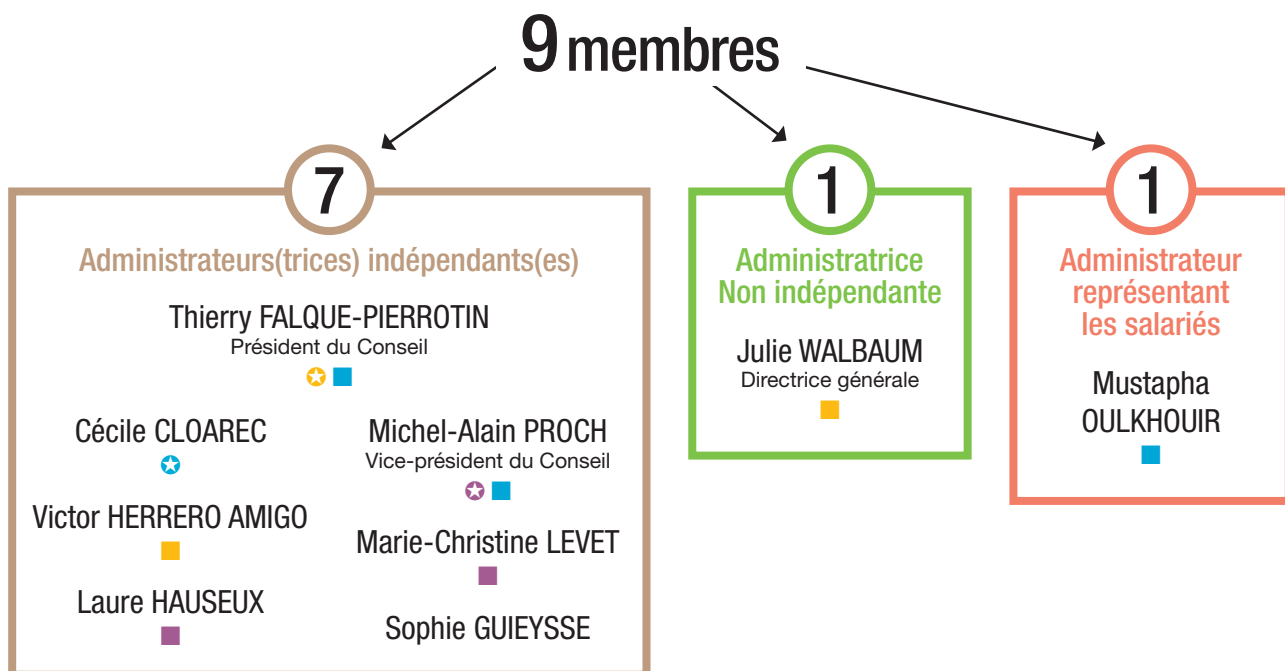 9 membres
7
Administrateurs(trices) indépendants(es)
Thierry FALQUE-PIERROTIN
Président du Conseil
Cécile CLOAREC
Michel-Alain PROCH
Vice-président du Conseil
Victor HERRERO AMIGO
Marie-Christine LEVET
Laure HAUSEUX
Sophie GUIEYSSE
1
Administratrice
Non indépendante
Julie WALBAUM
Directrice générale
1
Administrateur
représentant
les salariés
Mustapha
OULKHOUIR